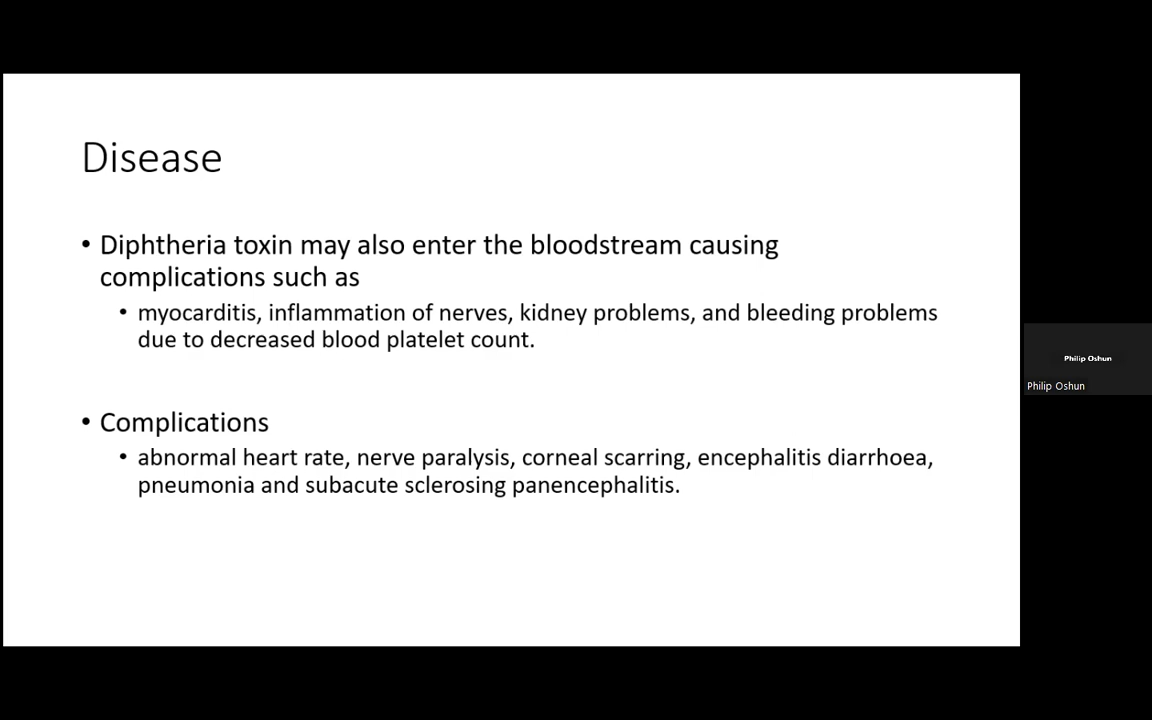 Disease
• Diphtheria toxin may also enter the bloodstream causing
complications such as
• myocarditis, inflammation of nerves, kidney problems, and bleeding problems
due to decreased blood platelet count.
• Complications
• abnormal heart rate, nerve paralysis, corneal scarring, encephalitis diarrhoea,
pneumonia and subacute sclerosing panencephalitis.
Philip Oshun
Philip Oshun